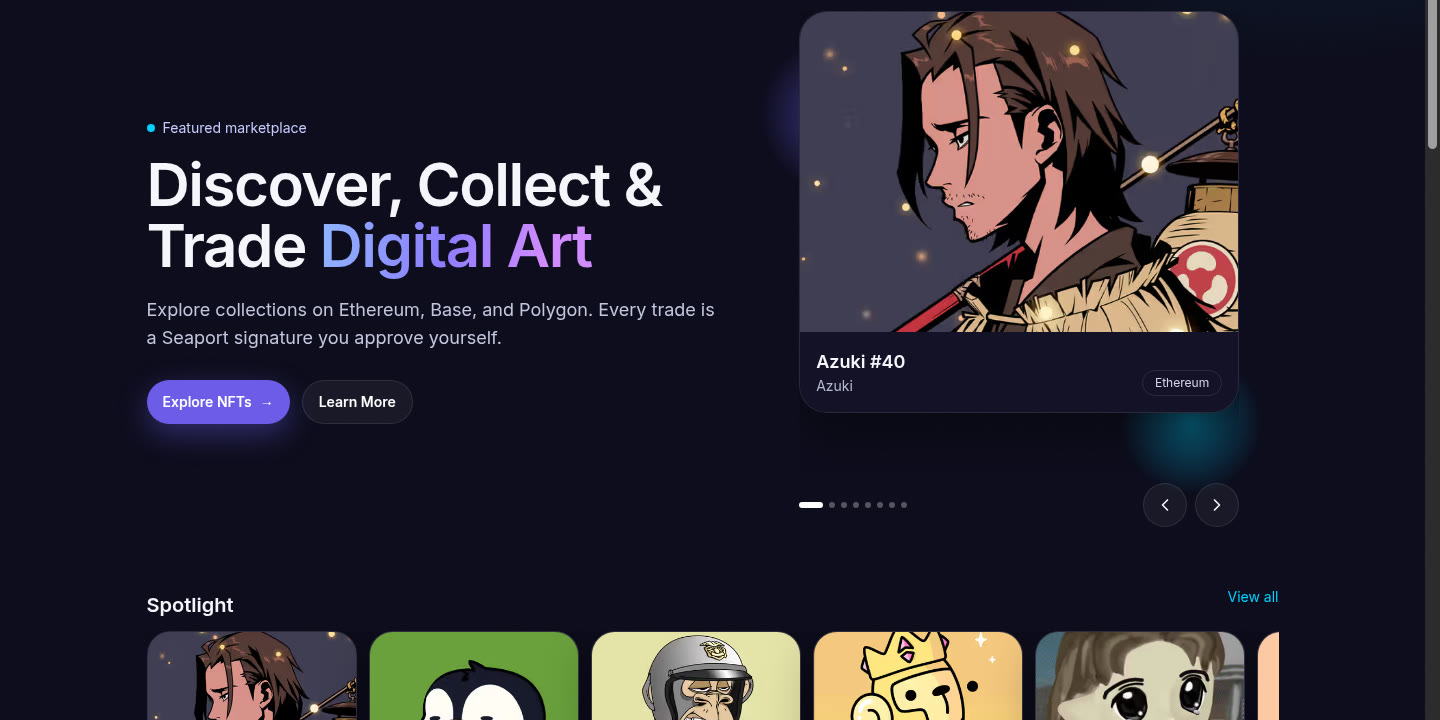 Featured marketplace
Discover, Collect &
Trade Digital Art
Explore collections on Ethereum, Base, and Polygon. Every trade is
a Seaport signature you approve yourself.
Explore NFTs →
Learn More
Azuki #40
Azuki
Ethereum
Spotlight
View all